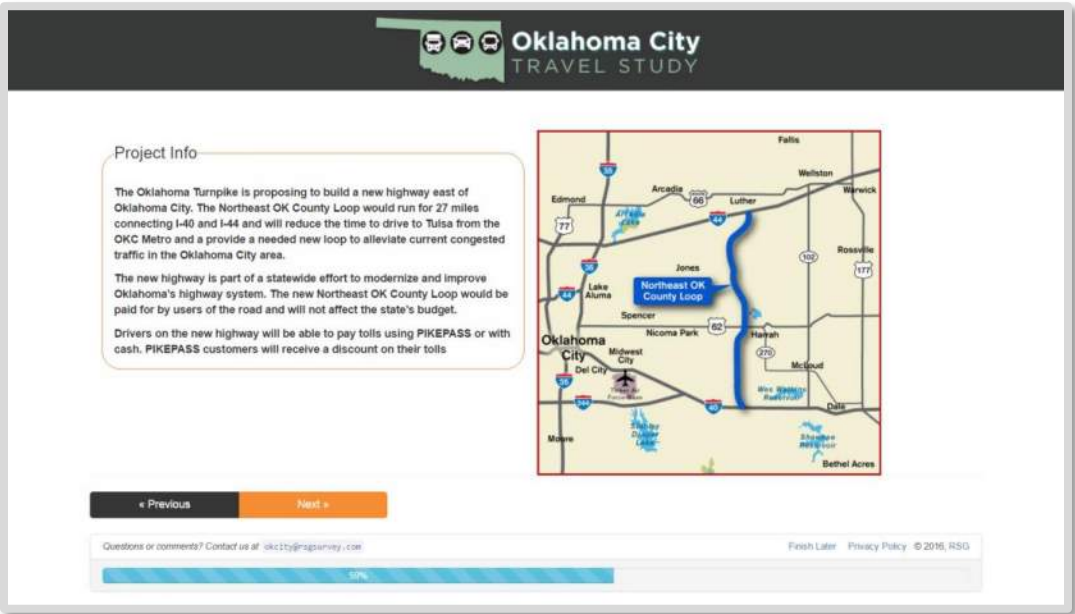 Oklahoma City
TRAVEL STUDY
Project Info
The Oklahoma Turnpike is proposing to build a new highway east of
Oklahoma City. The Northeast OK County Loop would run for 27 miles
connecting I-40 and I-44 and will reduce the time to drive to Tulsa from the
OKC Metro and a provide a needed new loop to alleviate current congested
traffic in the Oklahoma City area.
The new highway is part of a statewide effort to modernize and improve
Oklahoma's highway system. The new Northeast OK County Loop would be
paid for by users of the road and will not affect the state's budget.
Drivers on the new highway will be able to pay tolls using PIKEPASS or with
cash. PIKEPASS customers will receive a discount on their tolls
Fallis
Wellston
Warwick
Arcadia
66
Luther
Edmond
44
77
Rossville
102
177
Jones
Northeast OK
County Loop
Lake
Aluma
44
Spencer
Nicoma Park
62
Harrah
Oklahoma
City
Midwest
City
270
Del City
McLoud
40
Dale
Moore
Stanley
Draper
Lake
Shawnee
Reservoir
Bethel Acres
« Previous
Next »
Questions or comments? Contact us at okcity@rsgsurvey.com
Finish Later Privacy Policy © 2016, RSG
59%